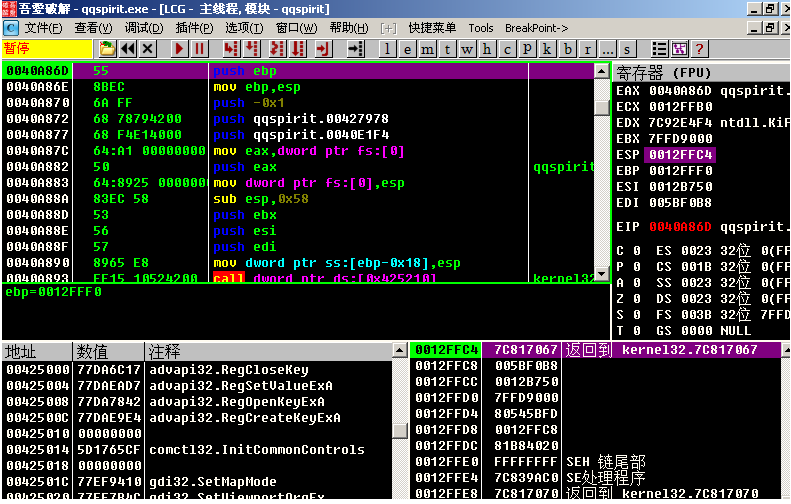 吾爱破解 - qqspirit.exe - [LCG - 主线程, 模块 - qqspirit]
文件(F) 查看(V) 调试(D) 插件(P) 选项(T) 窗口(W) 帮助(H) [+] 快捷菜单 Tools BreakPoint->
暂停 l e m t w h c p k b r ... s ?
0040A86D 55 push ebp
0040A86E 8BEC mov ebp,esp
0040A870 6A FF push -0x1
0040A872 68 78794200 push qqspirit.00427978
0040A877 68 F4E14000 push qqspirit.0040E1F4
0040A87C 64:A1 00000000 mov eax,dword ptr fs:[0]
0040A882 50 push eax qqspirit
0040A883 64:8925 0000000 mov dword ptr fs:[0],esp
0040A88A 83EC 58 sub esp,0x58
0040A88D 53 push ebx
0040A88E 56 push esi
0040A88F 57 push edi
0040A890 8965 E8 mov dword ptr ss:[ebp-0x18],esp
0040A893 FF15 10524200 call dword ptr ds:[0x425210] kernel32
ebp=0012FFF0
寄存器 (FPU)
EAX 0040A86D qqspirit.
ECX 0012FFB0
EDX 7C92E4F4 ntdll.KiF
EBX 7FFD9000
ESP 0012FFC4
EBP 0012FFF0
ESI 0012B750
EDI 005BF0B8
EIP 0040A86D qqspirit.
C 0 ES 0023 32位 0(FF
P 0 CS 001B 32位 0(FF
A 0 SS 0023 32位 0(FF
Z 0 DS 0023 32位 0(FF
S 0 FS 003B 32位 7FFD
T 0 GS 0000 NULL
地址 数值 注释
00425000 77DA6C17 advapi32.RegCloseKey
00425004 77DAEAD7 advapi32.RegSetValueExA
00425008 77DA7842 advapi32.RegOpenKeyExA
0042500C 77DAE9E4 advapi32.RegCreateKeyExA
00425010 00000000
00425014 5D1765CF comctl32.InitCommonControls
00425018 00000000
0042501C 77EF9410 gdi32.SetMapMode
00425020 77EF7B4C gdi32.SetViewportOrgEx
0012FFC4 7C817067 返回到 kernel32.7C817067
0012FFC8 005BF0B8
0012FFCC 0012B750
0012FFD0 7FFD9000
0012FFD4 80545BFD
0012FFD8 0012FFC8
0012FFDC 81B84020
0012FFE0 FFFFFFFF SEH 链尾部
0012FFE4 7C839AC0 SE处理程序
0012FFE8 7C817070 返回到 kernel32.7C817070